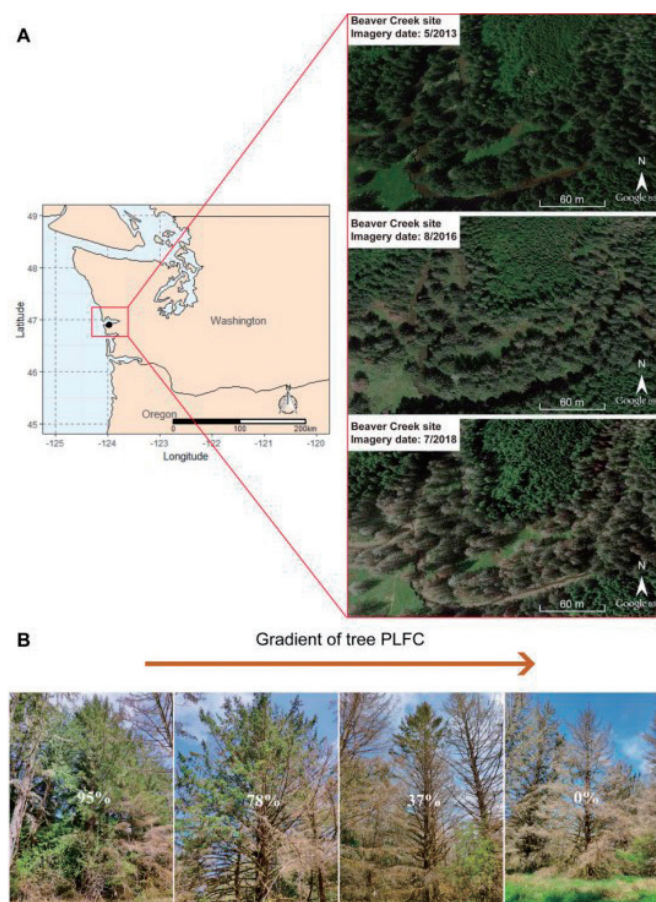 A
Beaver Creek site
Imagery date: 5/2013
N
60 m
Beaver Creek site
Imagery date: 8/2016
N
60 m
Google
Beaver Creek site
Imagery date: 7/2018
N
60 m
49
48
47
46
45
Latitude
Washington
Oregon
N
0
100
200km
-125
-124
-123
-122
-121
-120
Longitude
B
Gradient of tree PLFC
95%
78%
37%
0%